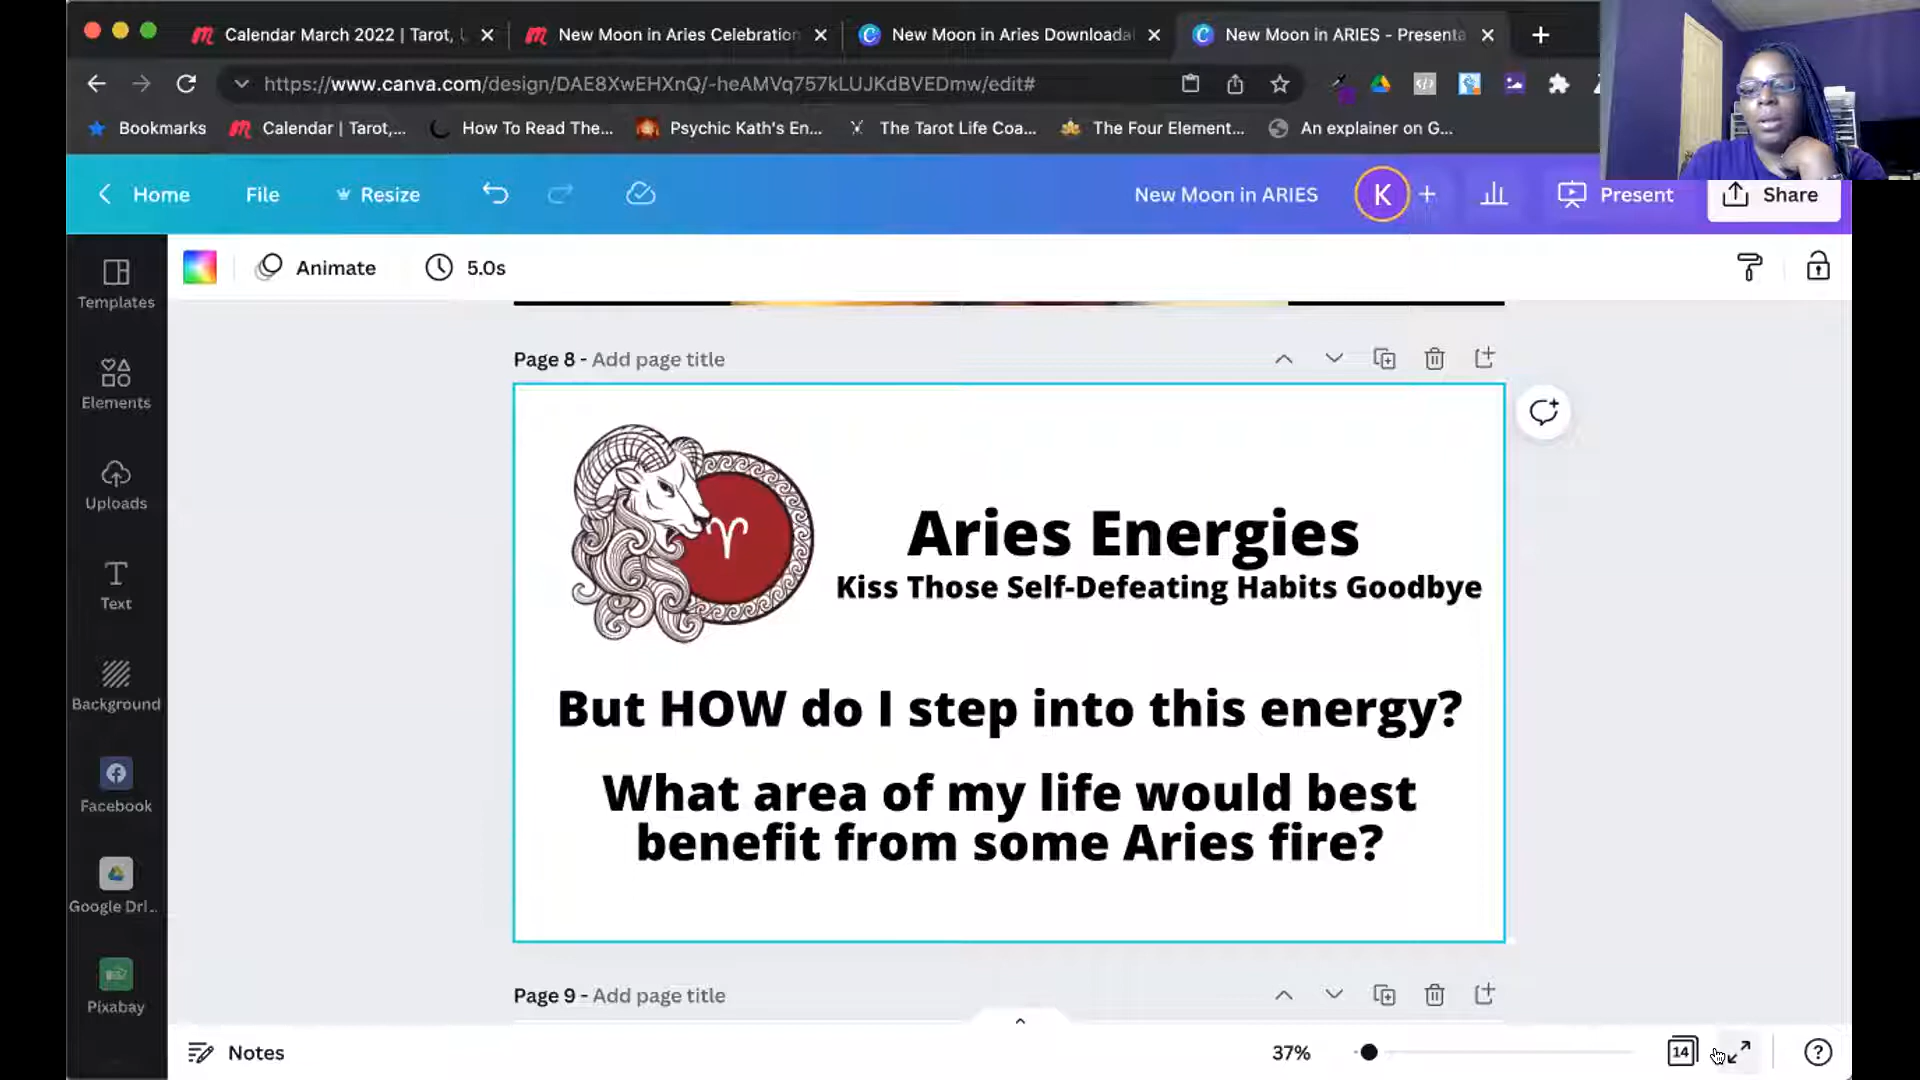 Calendar March 2022 | Tarot,
New Moon in Aries Celebration
New Moon in Aries Downloada
New Moon in ARIES - Presenta
https://www.canva.com/design/DAE8XwEHXnQ/-heAMVq757kLUJKdBVEDmw/edit#
Bookmarks
Calendar | Tarot,...
How To Read The...
Psychic Kath's En...
The Tarot Life Coa...
The Four Element...
An explainer on G...
Home
File
Resize
New Moon in ARIES
K
Present
Share
Animate
5.0s
Templates
Elements
Uploads
Text
Background
Facebook
Google Dri...
Pixabay
Page 8 - Add page title
Aries Energies
Kiss Those Self-Defeating Habits Goodbye
But HOW do I step into this energy?
What area of my life would best
benefit from some Aries fire?
Page 9 - Add page title
Notes
37%
14